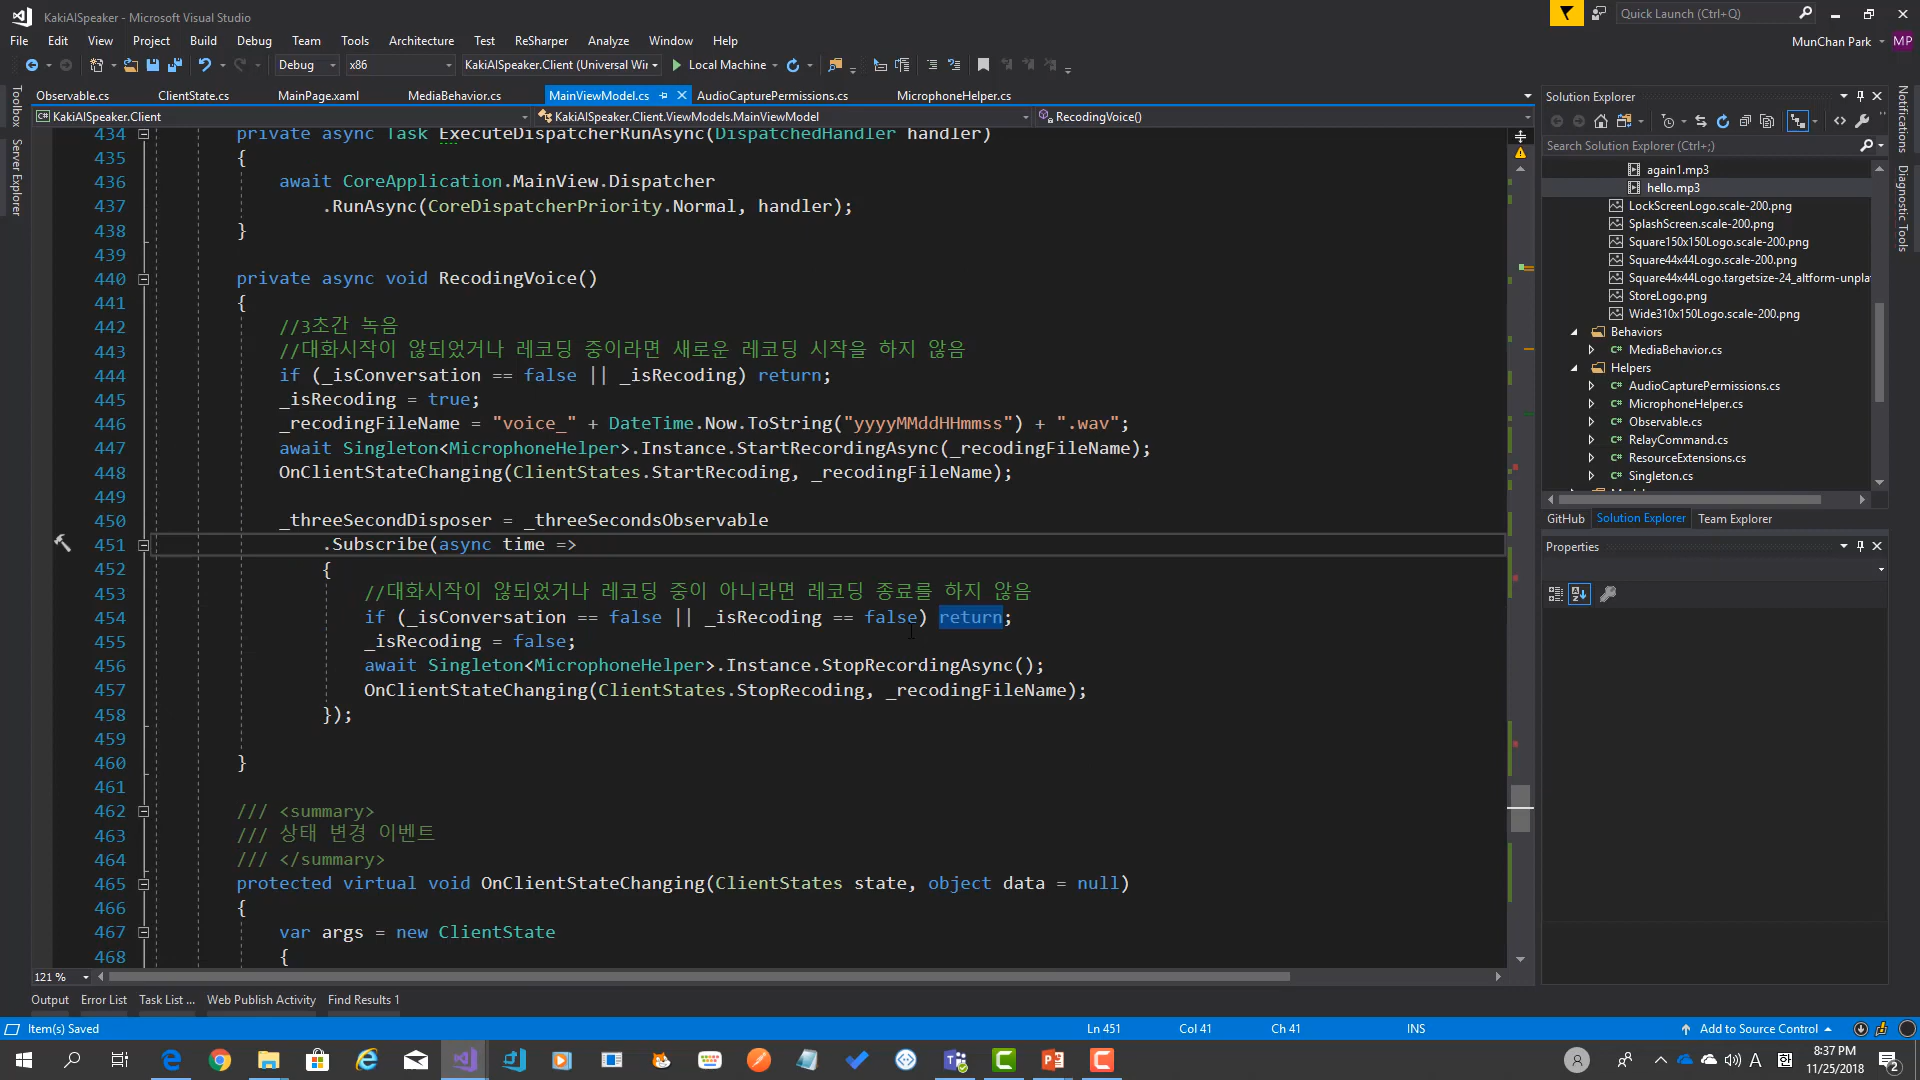 KakiAISpeaker - Microsoft Visual Studio
Quick Launch (Ctrl+Q)
File Edit View Project Build Debug Team Tools Architecture Test ReSharper Analyze Window Help
MunChan Park MP
Debug x86 KakiAISpeaker.Client (Universal Wi Local Machine
Toolbox
Server Explorer
Observable.cs ClientState.cs MainPage.xaml MediaBehavior.cs MainViewModel.cs AudioCapturePermissions.cs MicrophoneHelper.cs
KakiAISpeaker.Client KakiAISpeaker.Client.ViewModels.MainViewModel RecodingVoice()
434 private async Task ExecuteDispatcherRunAsync(DispatchedHandler handler)
435 {
436 await CoreApplication.MainView.Dispatcher
437 .RunAsync(CoreDispatcherPriority.Normal, handler);
438 }
439
440 private async void RecodingVoice()
441 {
442 //3초간 녹음
443 //대화시작이 않되었거나 레코딩 중이라면 새로운 레코딩 시작을 하지 않음
444 if (_isConversation == false || _isRecoding) return;
445 _isRecoding = true;
446 _recodingFileName = "voice_" + DateTime.Now.ToString("yyyyMMddHHmmss") + ".wav";
447 await Singleton<MicrophoneHelper>.Instance.StartRecordingAsync(_recodingFileName);
448 OnClientStateChanging(ClientStates.StartRecoding, _recodingFileName);
449
450 _threeSecondDisposer = _threeSecondsObservable
451 .Subscribe(async time =>
452 {
453 //대화시작이 않되었거나 레코딩 중이 아니라면 레코딩 종료를 하지 않음
454 if (_isConversation == false || _isRecoding == false) return;
455 _isRecoding = false;
456 await Singleton<MicrophoneHelper>.Instance.StopRecordingAsync();
457 OnClientStateChanging(ClientStates.StopRecoding, _recodingFileName);
458 });
459
460 }
461
462 /// <summary>
463 /// 상태 변경 이벤트
464 /// </summary>
465 protected virtual void OnClientStateChanging(ClientStates state, object data = null)
466 {
467 var args = new ClientState
468 {
121 %
Solution Explorer
Search Solution Explorer (Ctrl+;)
again1.mp3
hello.mp3
LockScreenLogo.scale-200.png
SplashScreen.scale-200.png
Square150x150Logo.scale-200.png
Square44x44Logo.scale-200.png
Square44x44Logo.targetsize-24_altform-unpla
StoreLogo.png
Wide310x150Logo.scale-200.png
Behaviors
C# MediaBehavior.cs
Helpers
C# AudioCapturePermissions.cs
C# MicrophoneHelper.cs
C# Observable.cs
C# RelayCommand.cs
C# ResourceExtensions.cs
C# Singleton.cs
GitHub Solution Explorer Team Explorer
Properties
Notifications
Diagnostic Tools
Output Error List Task List ... Web Publish Activity Find Results 1
Item(s) Saved Ln 451 Col 41 Ch 41 INS Add to Source Control
A 한 8:37 PM
11/25/2018
2